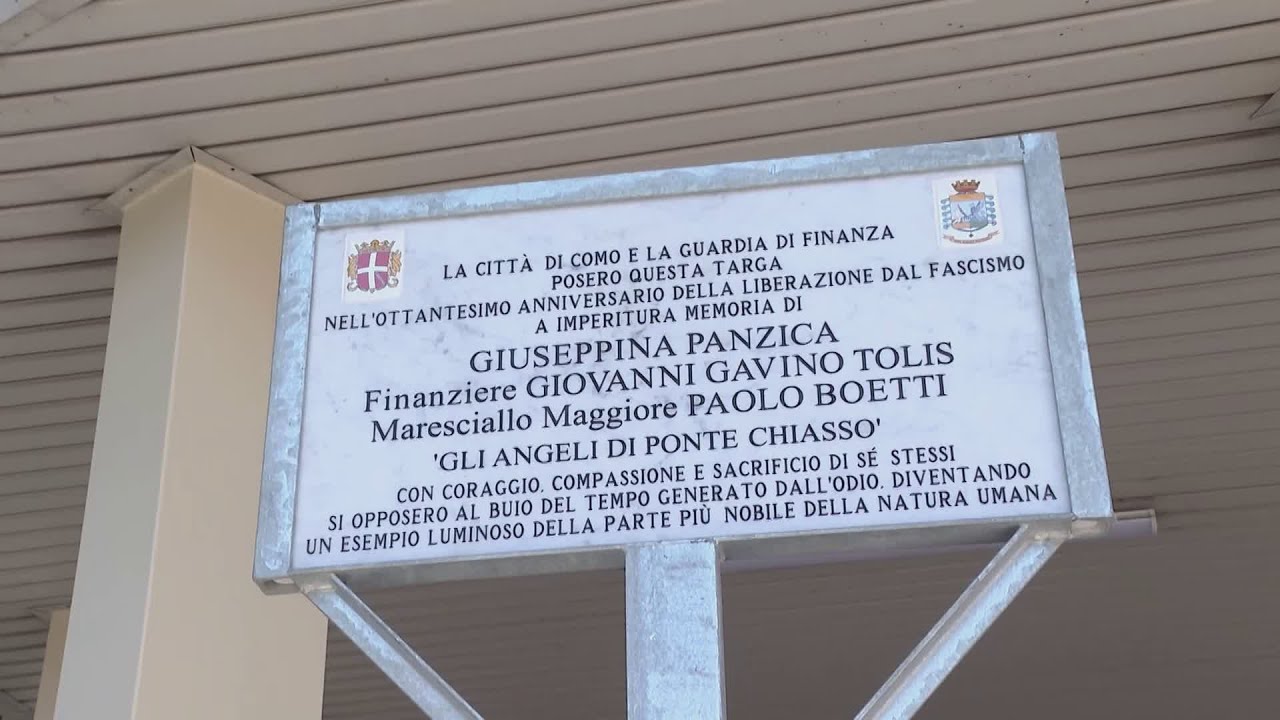 LA CITTÀ DI COMO E LA GUARDIA DI FINANZA
POSERO QUESTA TARGA
NELL'OTTANTESIMO ANNIVERSARIO DELLA LIBERAZIONE DAL FASCISMO
A IMPERITURA MEMORIA DI
GIUSEPPINA PANZICA
Finanziere GIOVANNI GAVINO TOLIS
Maresciallo Maggiore PAOLO BOETTI
'GLI ANGELI DI PONTE CHIASSO'
CON CORAGGIO, COMPASSIONE E SACRIFICIO DI SÉ STESSI
SI OPPOSERO AL BUIO DEL TEMPO GENERATO DALL'ODIO, DIVENTANDO
UN ESEMPIO LUMINOSO DELLA PARTE PIÙ NOBILE DELLA NATURA UMANA